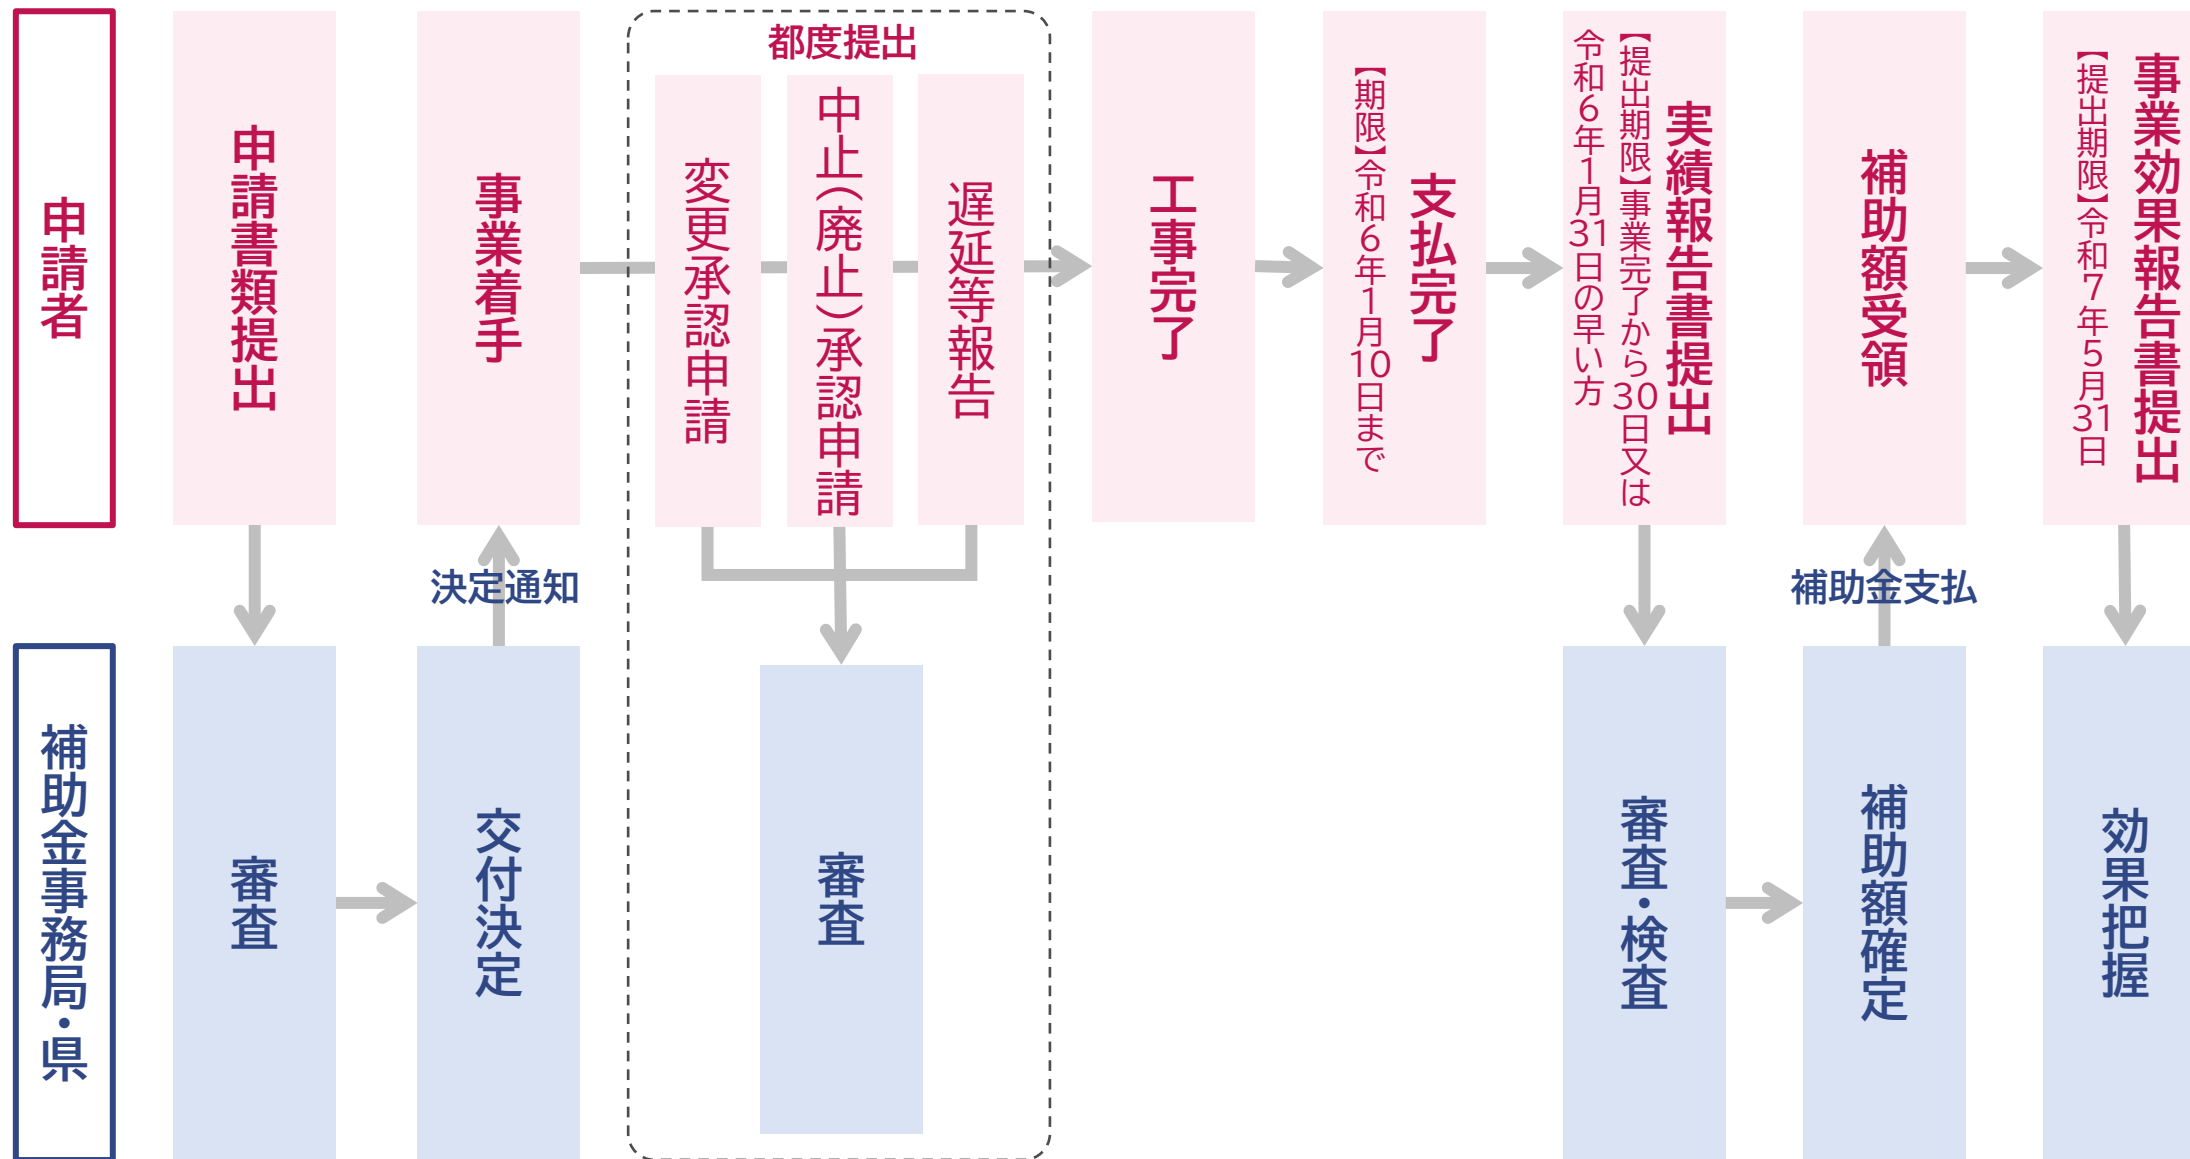 申請者
申請書類提出
事業着手
都度提出
変更承認申請
中止(廃止)承認申請
遅延等報告
工事完了
支払完了
【期限】令和6年1月10日まで
実績報告書提出
【提出期限】事業完了から30日又は
令和6年1月31日の早い方
補助額受領
事業効果報告書提出
【提出期限】令和7年5月31日
決定通知
補助金支払
補助金事務局・県
審査
交付決定
審査
審査・検査
補助額確定
効果把握